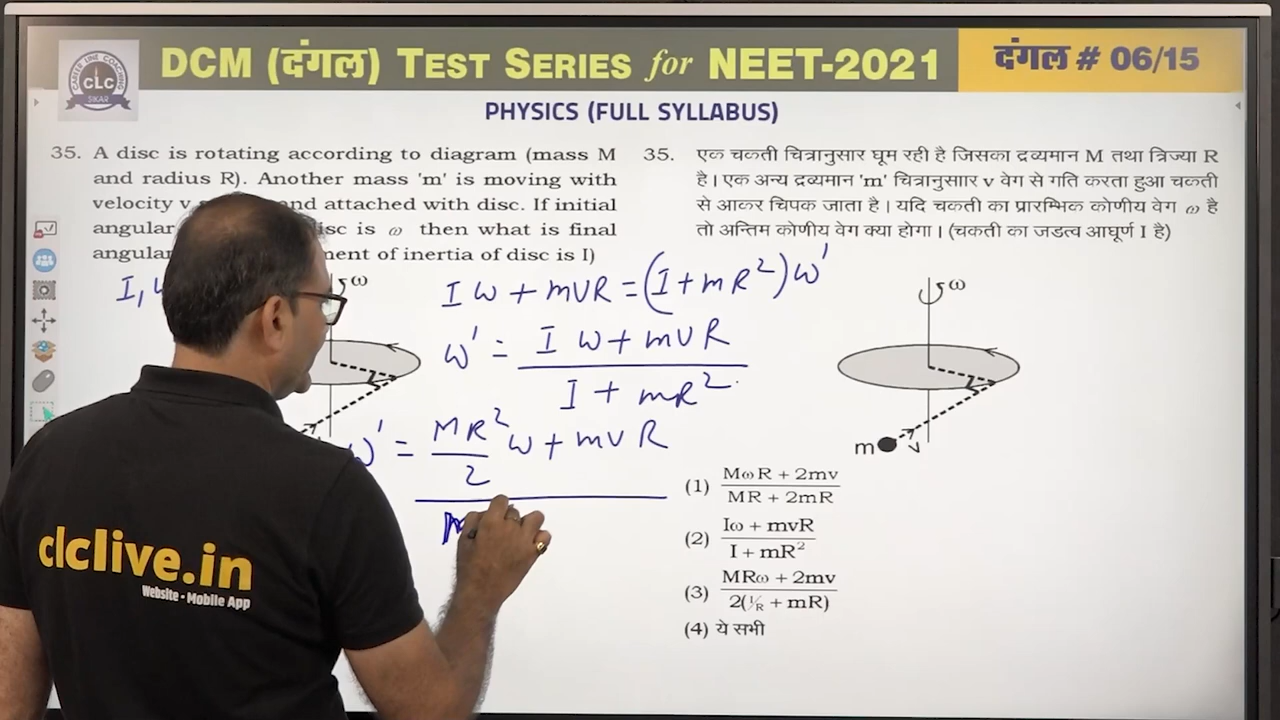 DCM (दंगल) TEST SERIES for NEET-2021
दंगल # 06/15
CAREER LINE COACHING
CLC
SIKAR
PHYSICS (FULL SYLLABUS)
35. A disc is rotating according to diagram (mass M
and radius R). Another mass 'm' is moving with
velocity v and attached with disc. If initial
angular disc is ω then what is final
angular of inertia of disc is I)
35. एक चकती चित्रानुसार घूम रही है जिसका द्रव्यमान M तथा त्रिज्या R
है। एक अन्य द्रव्यमान 'm' चित्रानुसाार v वेग से गति करता हुआ चकती
से आकर चिपक जाता है। यदि चकती का प्रारम्भिक कोणीय वेग ω है
तो अन्तिम कोणीय वेग क्या होगा। (चकती का जडत्व आघूर्ण I है)
I,
ω
Iω + mVR = (I + mR²)ω'
ω' = Iω + mVR / I + mR²
ω' = MR²/2 ω + mVR
ω
m v
(1) MωR + 2mv / MR + 2mR
(2) Iω + mvR / I + mR²
(3) MRω + 2mv / 2(I/R + mR)
(4) ये सभी
clclive.in
Website • Mobile App